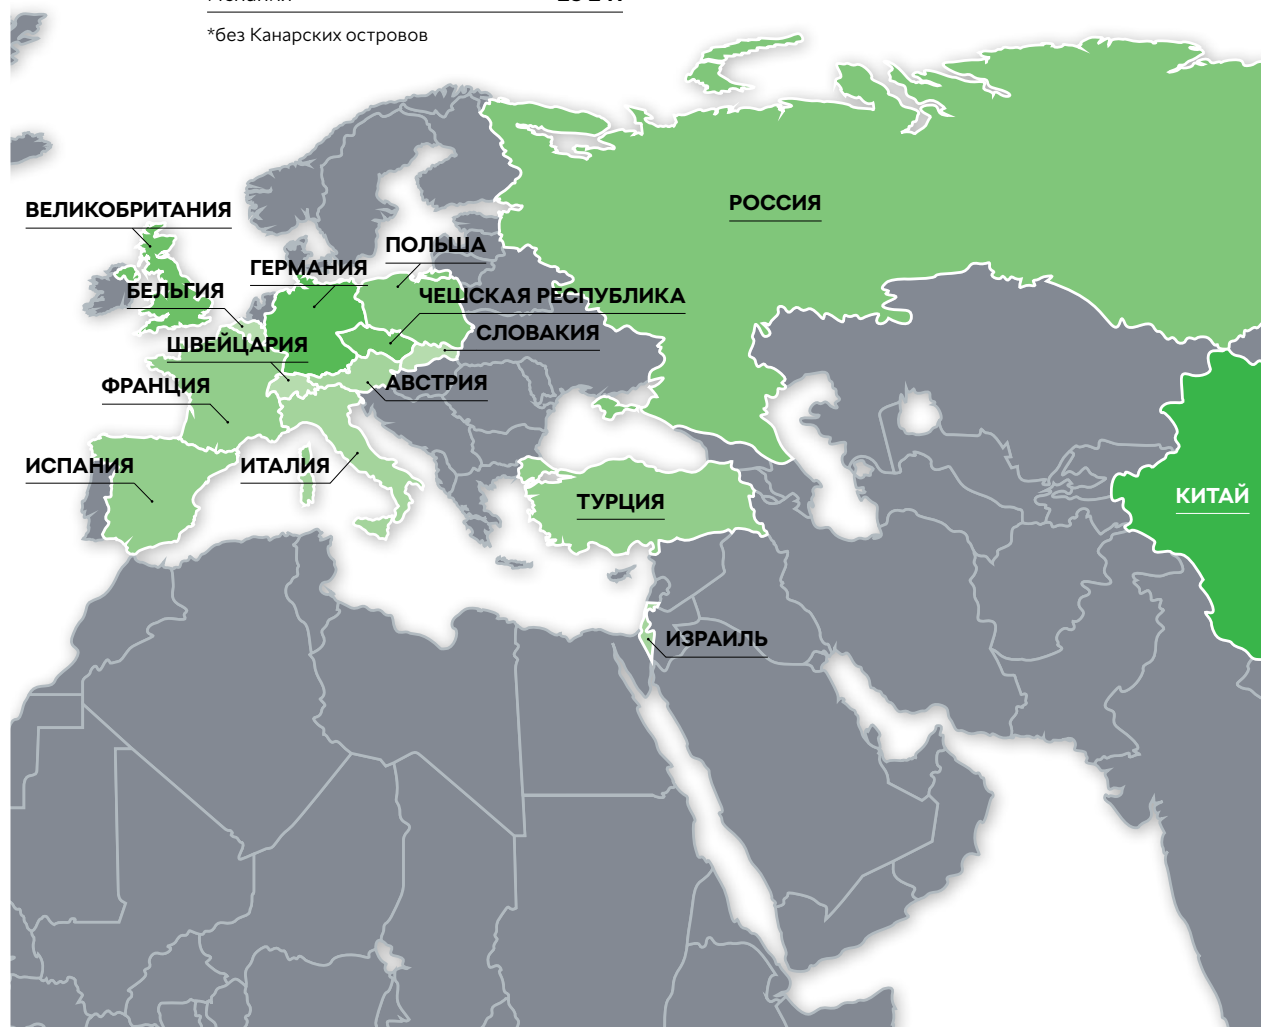 *без Канарских островов
РОССИЯ
ВЕЛИКОБРИТАНИЯ
ПОЛЬША
ГЕРМАНИЯ
БЕЛЬГИЯ
ЧЕШСКАЯ РЕСПУБЛИКА
СЛОВАКИЯ
ШВЕЙЦАРИЯ
ФРАНЦИЯ
АВСТРИЯ
ИСПАНИЯ
ИТАЛИЯ
ТУРЦИЯ
КИТАЙ
ИЗРАИЛЬ